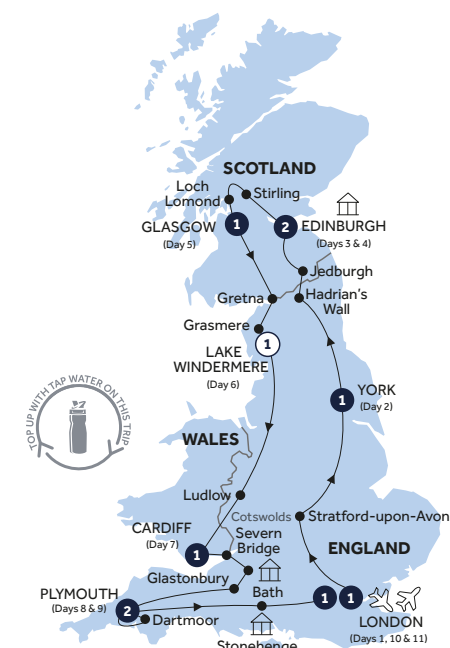 SCOTLAND
Loch
Lomond
Stirling
GLASGOW
(Day 5)
1
2
EDINBURGH
(Days 3 & 4)
Jedburgh
Gretna
Hadrian's
Wall
Grasmere
1
LAKE
WINDERMERE
(Day 6)
TOP UP WITH TAP WATER ON THIS TRIP
1
YORK
(Day 2)
WALES
Ludlow
Cotswolds
Stratford-upon-Avon
CARDIFF
(Day 7)
1
Severn
Bridge
ENGLAND
Glastonbury
Bath
PLYMOUTH
(Days 8 & 9)
2
Dartmoor
1
1
LONDON
(Days 1, 10 & 11)
Stonehenge